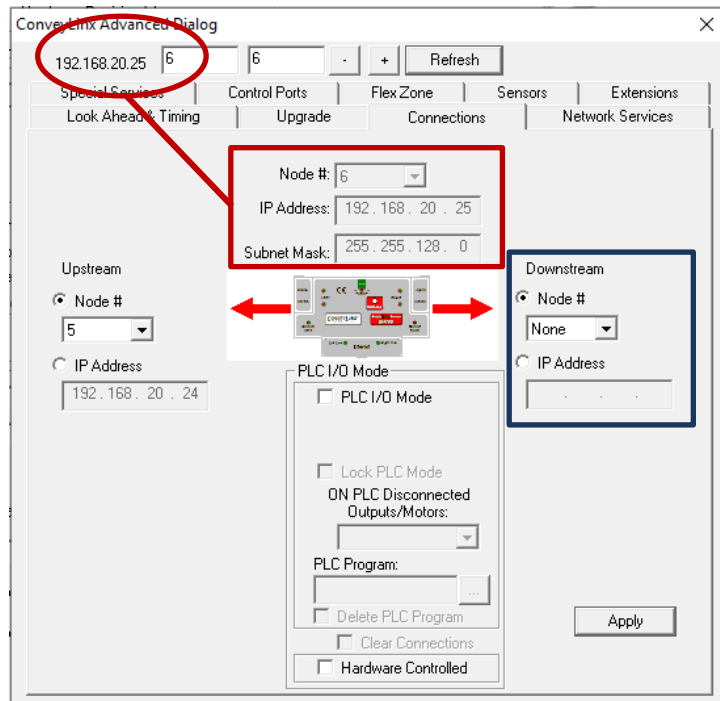 ConveyLinx Advanced Dialog
192.168.20.25 6 6 - + Refresh
Special Services Control Ports Flex Zone Sensors Extensions
Look Ahead & Timing Upgrade Connections Network Services
Node #: 6
IP Address: 192 . 168 . 20 . 25
Subnet Mask: 255 . 255 . 128 . 0
Upstream
Node #
5
IP Address
192 . 168 . 20 . 24
Downstream
Node #
None
IP Address
. . .
PLC I/O Mode
PLC I/O Mode
Lock PLC Mode
ON PLC Disconnected
Outputs/Motors:
PLC Program:
...
Delete PLC Program
Clear Connections
Hardware Controlled
Apply